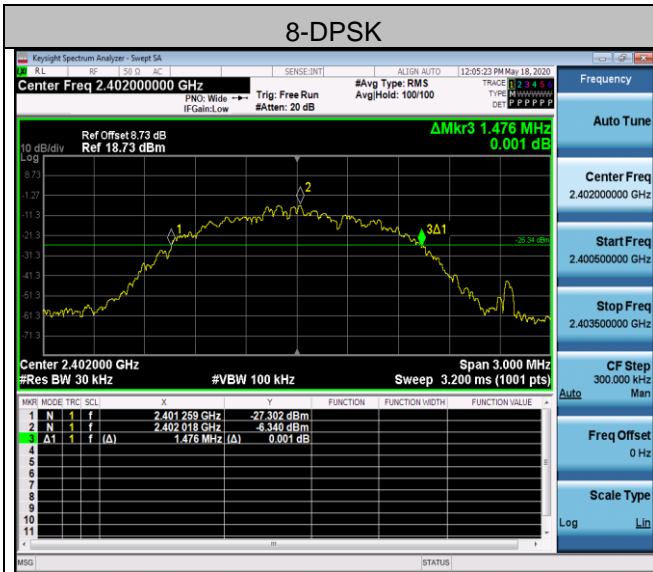 8-DPSK
Keysight Spectrum Analyzer - Swept SA
RL RF 50 Ω AC SENSE:INT ALIGN AUTO 12:05:23 PM May 18, 2020
Center Freq 2.402000000 GHz
PNO: Wide
IFGain:Low
Trig: Free Run
#Atten: 20 dB
#Avg Type: RMS
Avg|Hold: 100/100
TRACE 1 2 3 4 5 6
TYPE M WWWWW
DET P P P P P P
Ref Offset 8.73 dB
10 dB/div Ref 18.73 dBm
Log
ΔMkr3 1.476 MHz
0.001 dB
8.73
-1.27
-11.3
-21.3
-31.3
-41.3
-51.3
-61.3
-71.3
1
2
3Δ1
-26.34 dBm
Center 2.402000 GHz Span 3.000 MHz
#Res BW 30 kHz #VBW 100 kHz Sweep 3.200 ms (1001 pts)
MKR MODE TRC SCL X Y FUNCTION FUNCTION WIDTH FUNCTION VALUE
1 N 1 f 2.401 259 GHz -27.302 dBm
2 N 1 f 2.402 018 GHz -6.340 dBm
3 Δ1 1 f (Δ) 1.476 MHz (Δ) 0.001 dB
4
5
6
7
8
9
10
11
MSG STATUS
Frequency
Auto Tune
Center Freq
2.402000000 GHz
Start Freq
2.400500000 GHz
Stop Freq
2.403500000 GHz
CF Step
300.000 kHz
Auto Man
Freq Offset
0 Hz
Scale Type
Log Lin